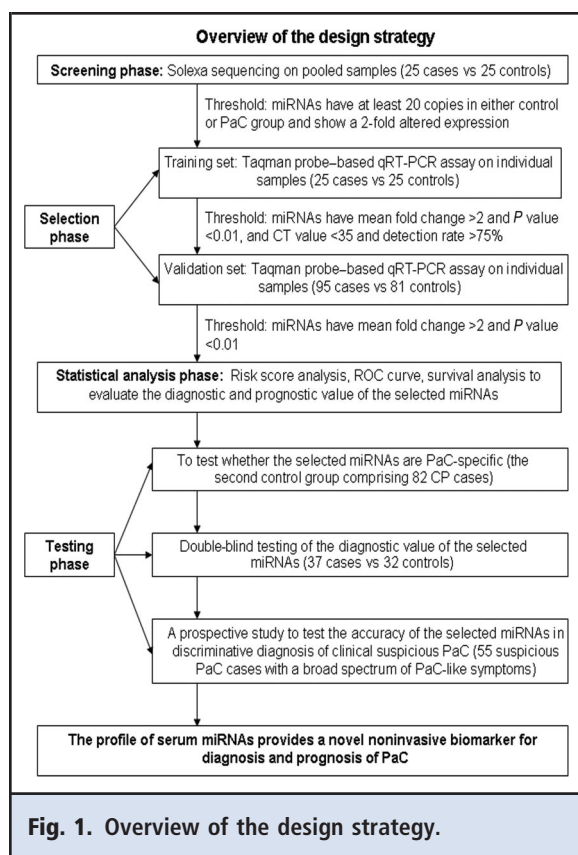 Overview of the design strategy
Screening phase: Solexa sequencing on pooled samples (25 cases vs 25 controls)
Threshold: miRNAs have at least 20 copies in either control
or PaC group and show a 2-fold altered expression
Training set: Taqman probe–based qRT-PCR assay on individual
samples (25 cases vs 25 controls)
Selection
phase
Threshold: miRNAs have mean fold change >2 and P value
<0.01, and CT value <35 and detection rate >75%
Validation set: Taqman probe–based qRT-PCR assay on individual
samples (95 cases vs 81 controls)
Threshold: miRNAs have mean fold change >2 and P value
<0.01
Statistical analysis phase: Risk score analysis, ROC curve, survival analysis to
evaluate the diagnostic and prognostic value of the selected miRNAs
To test whether the selected miRNAs are PaC-specific (the
second control group comprising 82 CP cases)
Testing
phase
Double-blind testing of the diagnostic value of the selected
miRNAs (37 cases vs 32 controls)
A prospective study to test the accuracy of the selected miRNAs in
discriminative diagnosis of clinical suspicious PaC (55 suspicious
PaC cases with a broad spectrum of PaC-like symptoms)
The profile of serum miRNAs provides a novel noninvasive biomarker for
diagnosis and prognosis of PaC
Fig. 1. Overview of the design strategy.